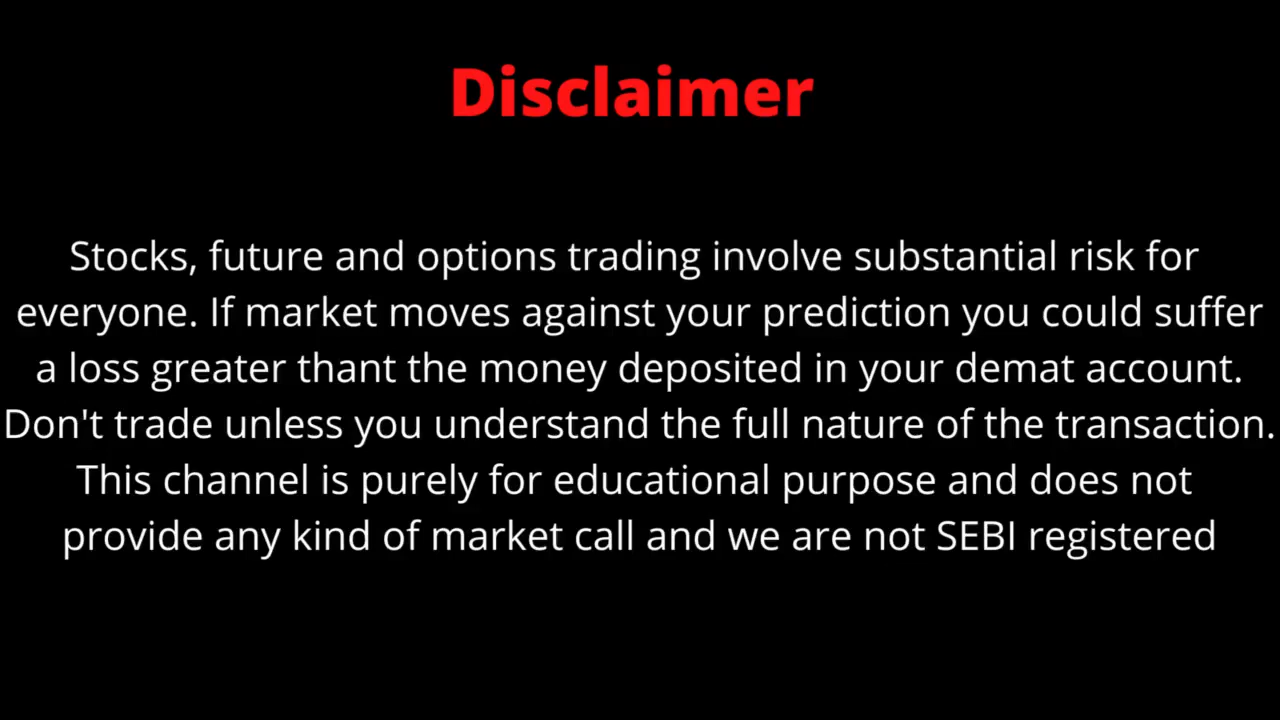 Disclaimer
Stocks, future and options trading involve substantial risk for
everyone. If market moves against your prediction you could suffer
a loss greater thant the money deposited in your demat account.
Don't trade unless you understand the full nature of the transaction.
This channel is purely for educational purpose and does not
provide any kind of market call and we are not SEBI registered